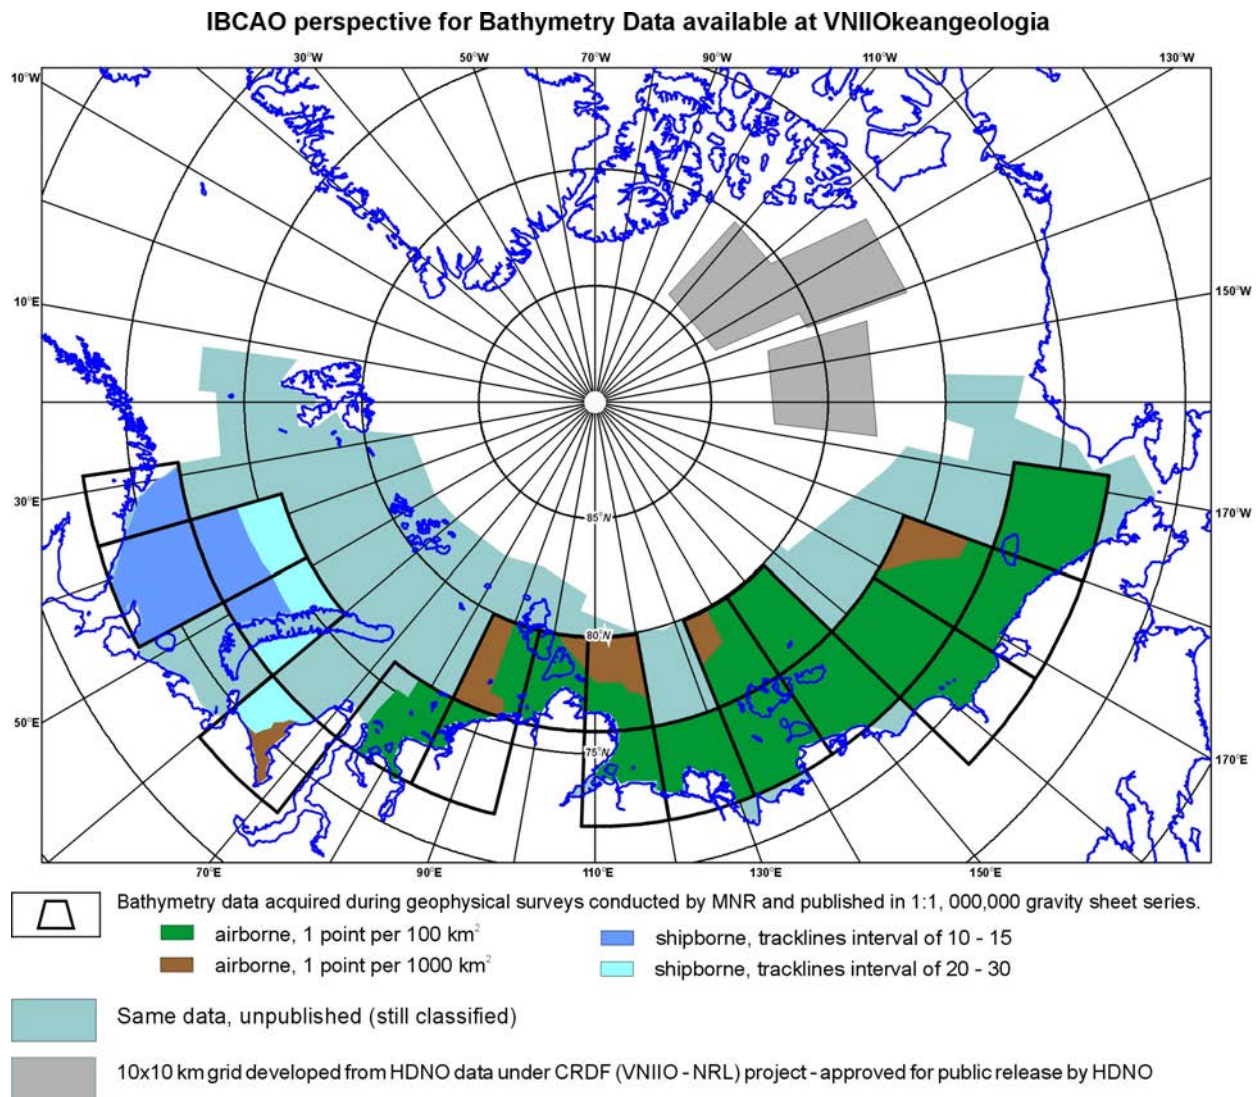 IBCAO perspective for Bathymetry Data available at VNIIOkeangeologia
30°W 50°W 70°W 90°W 110°W 130°W
10°W
10°E
150°W
30°E
85°N
170°W
80°N
50°E
75°N
170°E
70°E 90°E 110°E 130°E 150°E
Bathymetry data acquired during geophysical surveys conducted by MNR and published in 1:1, 000,000 gravity sheet series.
airborne, 1 point per 100 km²
shipborne, tracklines interval of 10 - 15
airborne, 1 point per 1000 km²
shipborne, tracklines interval of 20 - 30
Same data, unpublished (still classified)
10x10 km grid developed from HDNO data under CRDF (VNIIO - NRL) project - approved for public release by HDNO